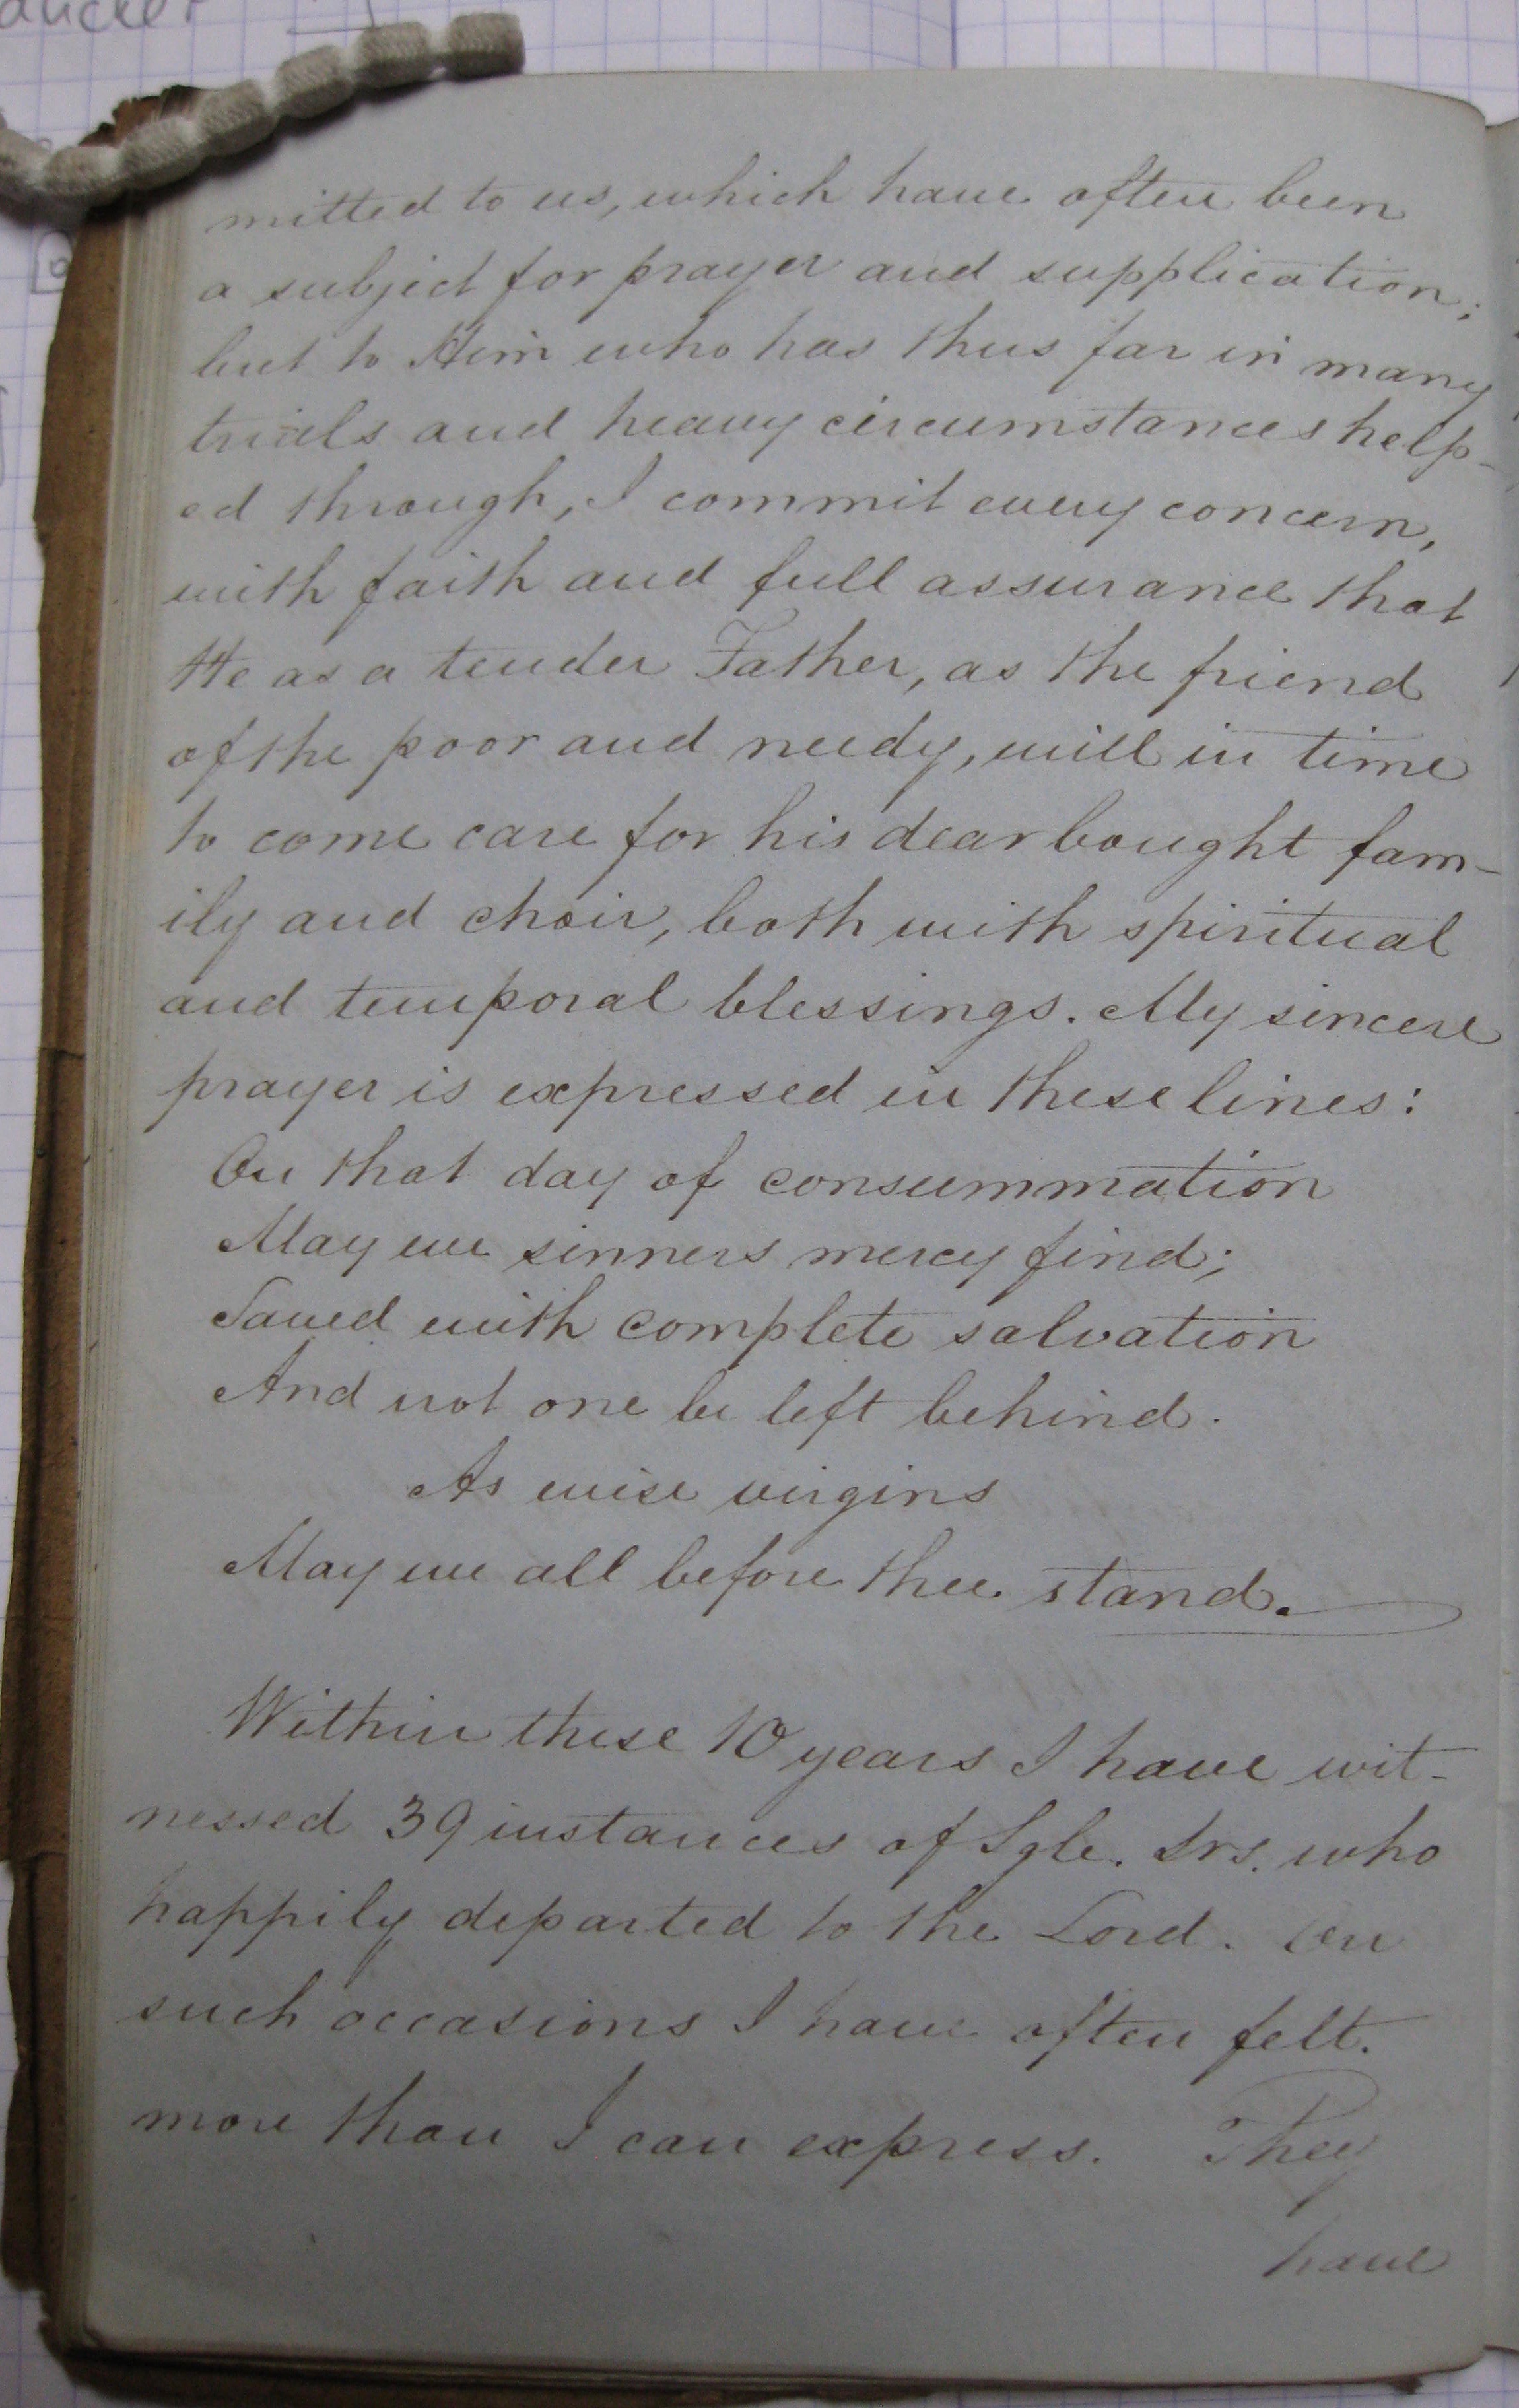 mitted to us, which have often been
a subject for prayer and supplication;
but to Him who has thus far in many
trials and heavy circumstances help-
ed through, I commit every concern,
with faith and full assurance that
He as a tender Father, as the friend
of the poor and needy, will in time
to come care for his dear bought fam-
ily and choir, both with spiritual
and temporal blessings. My sincere
prayer is expressed in these lines:
On that day of consummation
May we sinners mercy find;
Saved with complete salvation
And not one be left behind.
As wise virgins
May we all before thee stand.
Within these 10 years I have wit-
nessed 39 instances of Sgle. Srs. who
happily departed to the Lord. On
such occasions I have often felt.
more than I can express. They
have